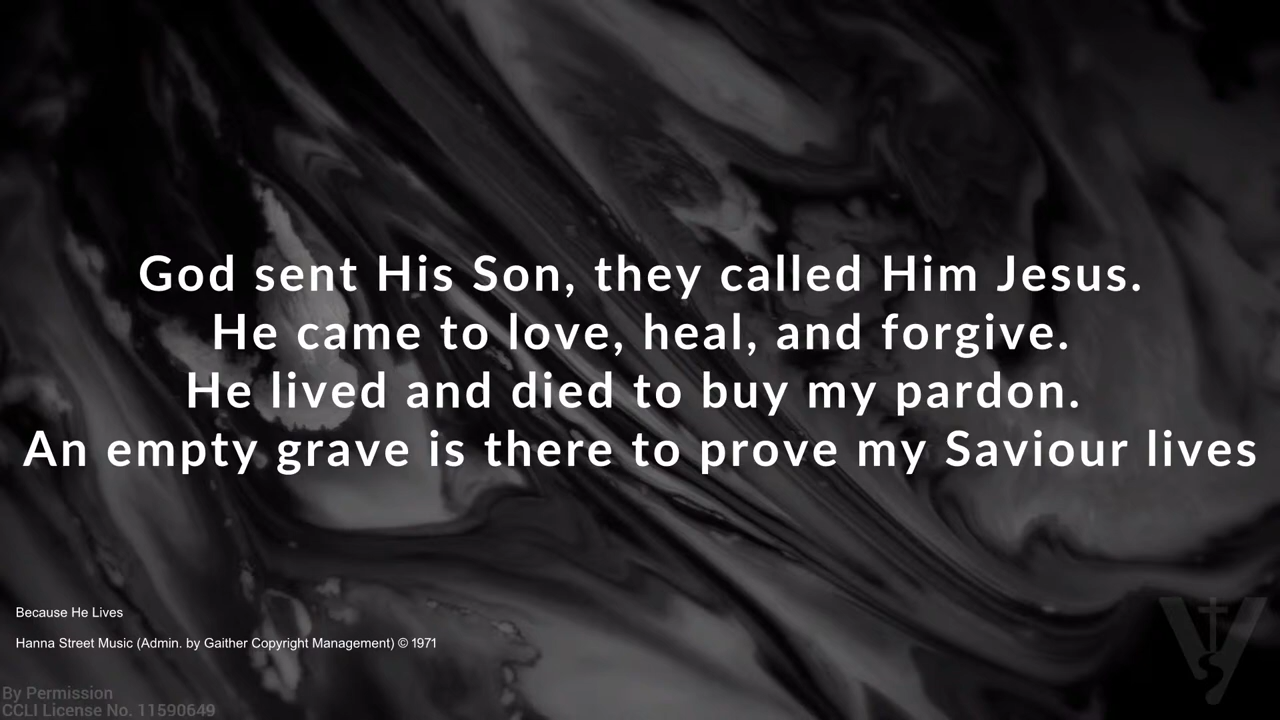 God sent His Son, they called Him Jesus.
He came to love, heal, and forgive.
He lived and died to buy my pardon.
An empty grave is there to prove my Saviour lives
Because He Lives
Hanna Street Music (Admin. by Gaither Copyright Management) © 1971
By Permission
CCLI License No. 11590649